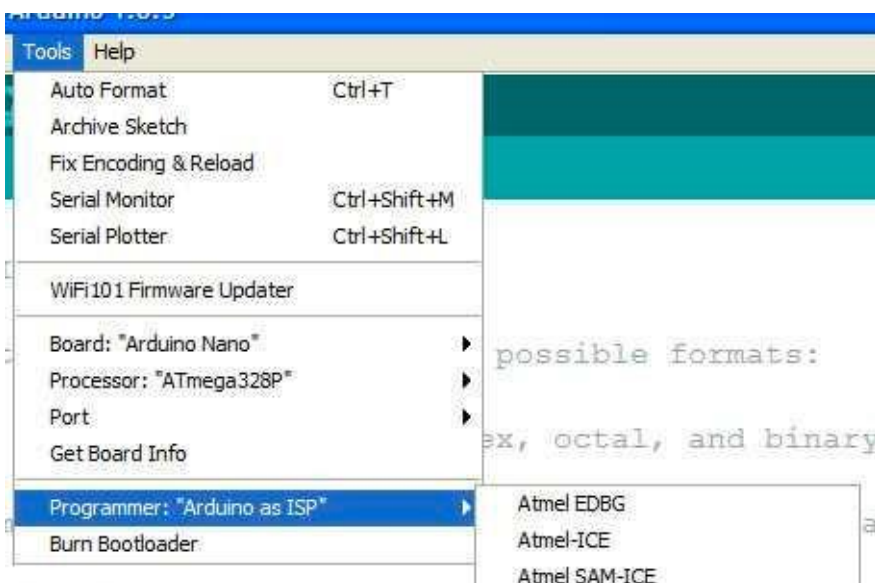 Tools Help
Auto Format Ctrl+T
Archive Sketch
Fix Encoding & Reload
Serial Monitor Ctrl+Shift+M
Serial Plotter Ctrl+Shift+L
WiFi101 Firmware Updater
Board: "Arduino Nano"
possible formats:
Processor: "ATmega328P"
Port
ex, octal, and binary
Get Board Info
Programmer: "Arduino as ISP" Atmel EDBG
Burn Bootloader Atmel-ICE
Atmel SAM-ICE